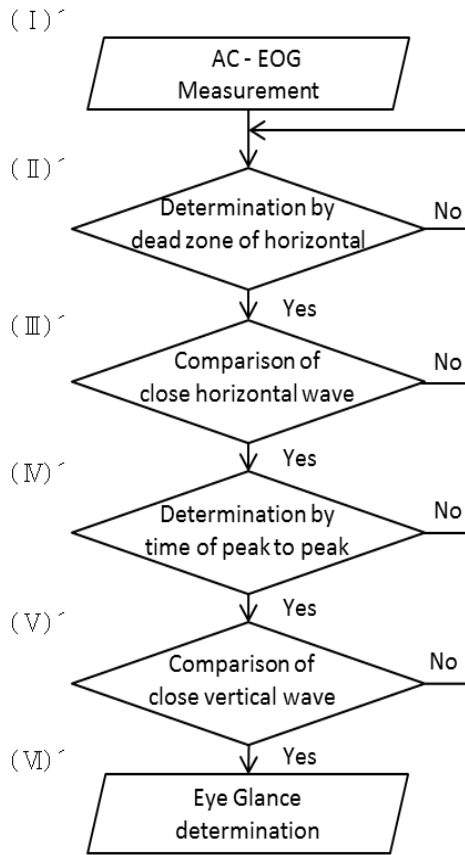 (Ⅰ)´
AC - EOG
Measurement
(Ⅱ)´
Determination by
dead zone of horizontal
No
Yes
(Ⅲ)´
Comparison of
close horizontal wave
No
Yes
(Ⅳ)´
Determination by
time of peak to peak
No
Yes
(Ⅴ)´
Comparison of
close vertical wave
No
Yes
(Ⅵ)´
Eye Glance
determination